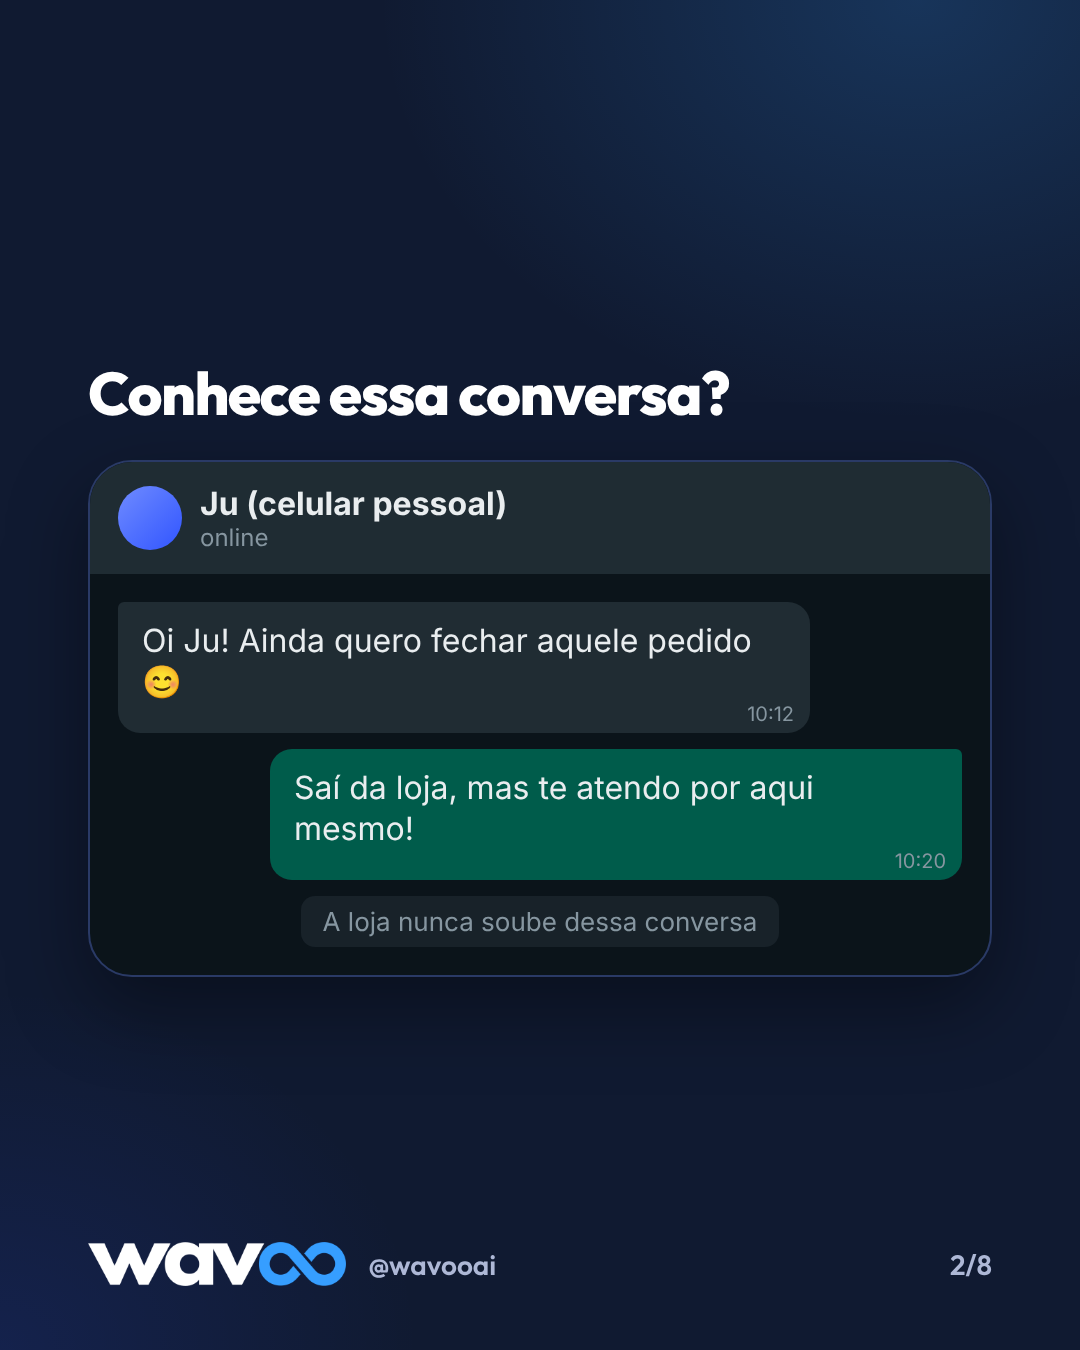 Conhece essa conversa?
Ju (celular pessoal)
online
Oi Ju! Ainda quero fechar aquele pedido
😊
10:12
Saí da loja, mas te atendo por aqui
mesmo!
10:20
A loja nunca soube dessa conversa
wavoo @wavooai 2/8